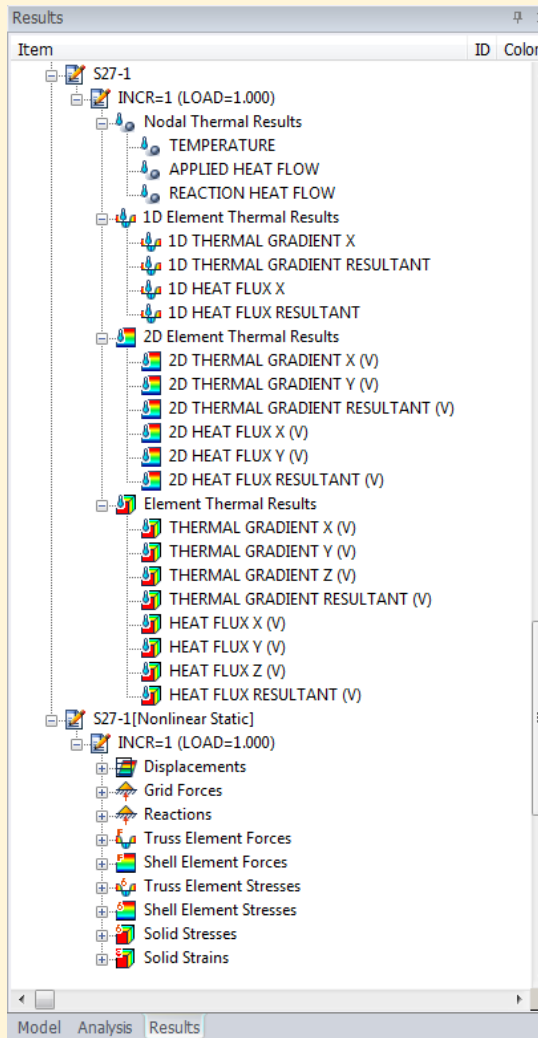 Results
Item ID Color
S27-1
INCR=1 (LOAD=1.000)
Nodal Thermal Results
TEMPERATURE
APPLIED HEAT FLOW
REACTION HEAT FLOW
1D Element Thermal Results
1D THERMAL GRADIENT X
1D THERMAL GRADIENT RESULTANT
1D HEAT FLUX X
1D HEAT FLUX RESULTANT
2D Element Thermal Results
2D THERMAL GRADIENT X (V)
2D THERMAL GRADIENT Y (V)
2D THERMAL GRADIENT RESULTANT (V)
2D HEAT FLUX X (V)
2D HEAT FLUX Y (V)
2D HEAT FLUX RESULTANT (V)
Element Thermal Results
THERMAL GRADIENT X (V)
THERMAL GRADIENT Y (V)
THERMAL GRADIENT Z (V)
THERMAL GRADIENT RESULTANT (V)
HEAT FLUX X (V)
HEAT FLUX Y (V)
HEAT FLUX Z (V)
HEAT FLUX RESULTANT (V)
S27-1[Nonlinear Static]
INCR=1 (LOAD=1.000)
Displacements
Grid Forces
Reactions
Truss Element Forces
Shell Element Forces
Truss Element Stresses
Shell Element Stresses
Solid Stresses
Solid Strains
Model Analysis Results